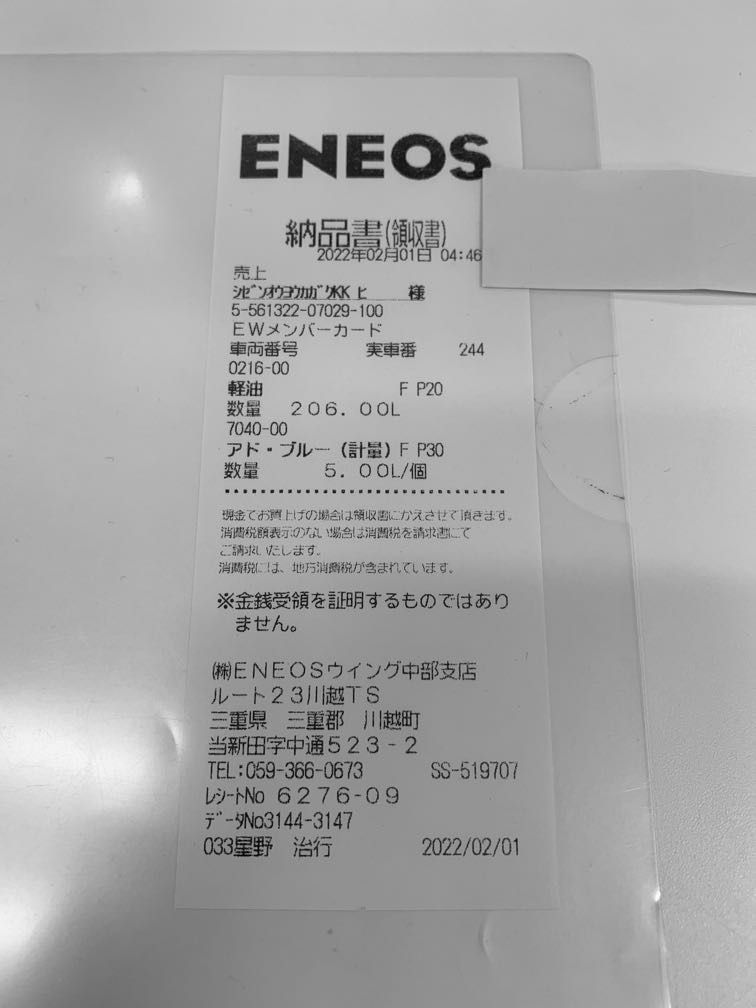 ENEOS
納品書(領収書)
2022年02月01日 04:46
売上
ｼｾﾞﾝｵｳﾖｳｶｶﾞｸKK ﾋ 様
5-561322-07029-100
ＥＷメンバーカード
車両番号 実車番 244
0216-00
軽油 F P20
数量 ２０６．００L
7040-00
アド・ブルー（計量）F P30
数量 ５．００L/個
現金でお買上げの場合は領収書にかえさせて頂きます。
消費税額表示のない場合は消費税を請求書にて
ご請求いたします。
消費税には、地方消費税が含まれています。
※金銭受領を証明するものではあり
ません。
㈱ＥＮＥＯＳウイング中部支店
ルート２３川越ＴＳ
三重県 三重郡 川越町
当新田字中通５２３－２
TEL:059-366-0673 SS-519707
ﾚｼｰﾄNo ６２７６－０９
ﾃﾞｰﾀNo3144-3147
033星野 治行 2022/02/01